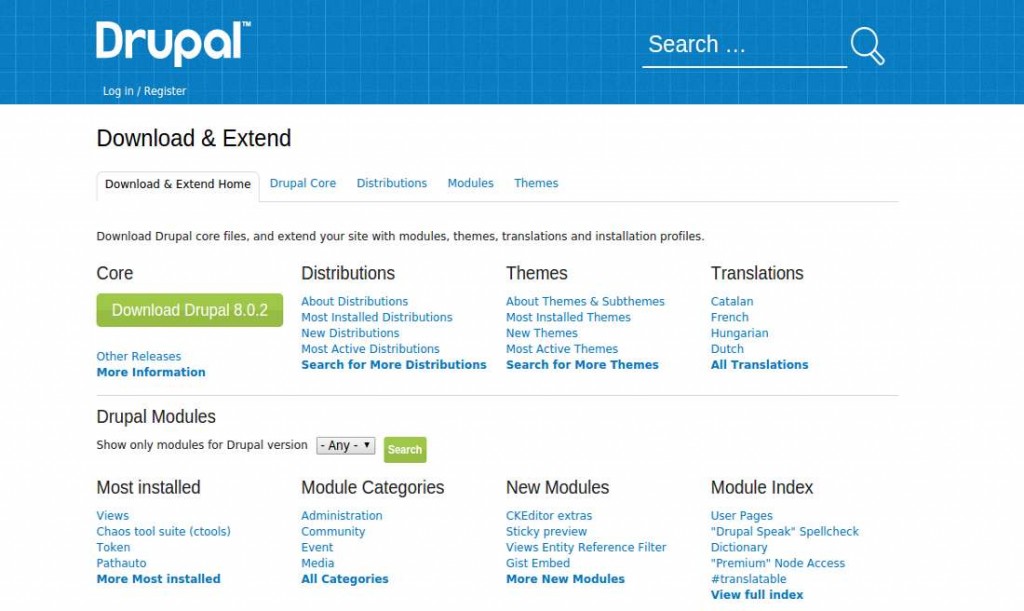 Drupal™
Search ...
Log in / Register
Download & Extend
Download & Extend Home
Drupal Core
Distributions
Modules
Themes
Download Drupal core files, and extend your site with modules, themes, translations and installation profiles.
Core
Download Drupal 8.0.2
Other Releases
More Information
Distributions
About Distributions
Most Installed Distributions
New Distributions
Most Active Distributions
Search for More Distributions
Themes
About Themes & Subthemes
Most Installed Themes
New Themes
Most Active Themes
Search for More Themes
Translations
Catalan
French
Hungarian
Dutch
All Translations
Drupal Modules
Show only modules for Drupal version - Any - Search
Most installed
Views
Chaos tool suite (ctools)
Token
Pathauto
More Most installed
Module Categories
Administration
Community
Event
Media
All Categories
New Modules
CKEditor extras
Sticky preview
Views Entity Reference Filter
Gist Embed
More New Modules
Module Index
User Pages
"Drupal Speak" Spellcheck
Dictionary
"Premium" Node Access
#translatable
View full index